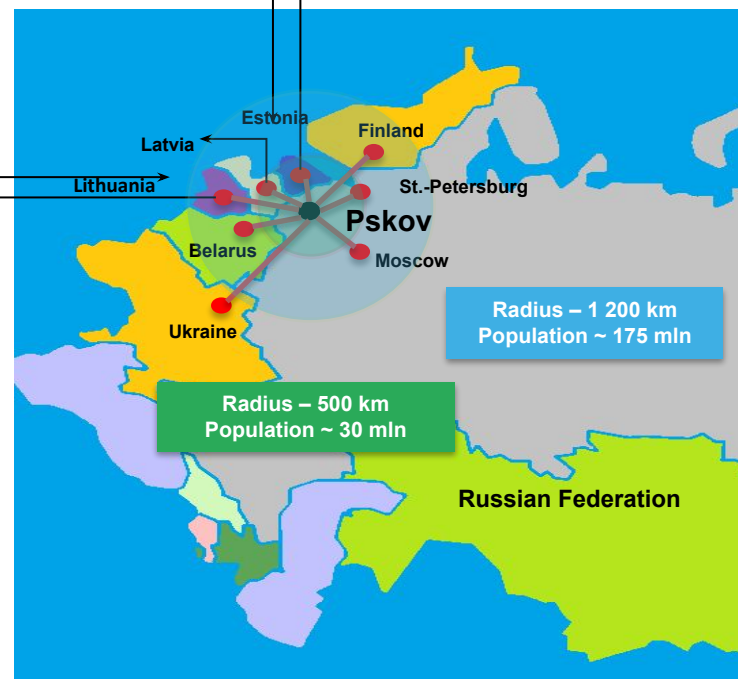 Estonia
Finland
Latvia
Lithuania
St.-Petersburg
Pskov
Belarus
Moscow
Ukraine
Radius – 1 200 km
Population ~ 175 mln
Radius – 500 km
Population ~ 30 mln
Russian Federation